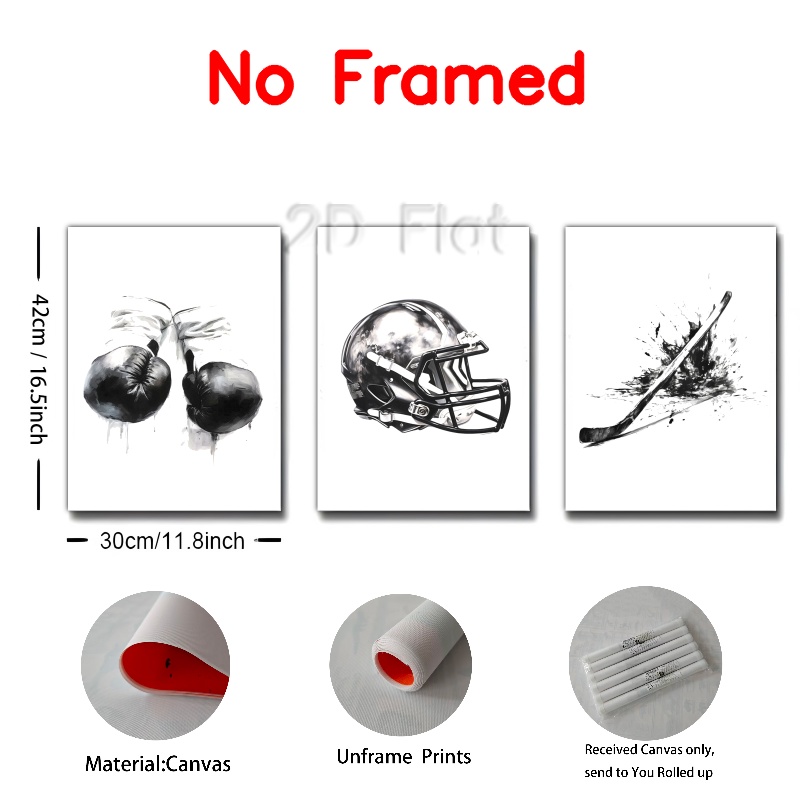 No Framed
2D Flat
42cm / 16.5inch
30cm/11.8inch
Material:Canvas
Unframe Prints
Received Canvas only,
send to You Rolled up